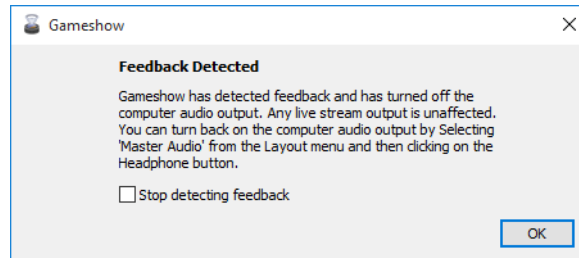 Gameshow
Feedback Detected
Gameshow has detected feedback and has turned off the
computer audio output. Any live stream output is unaffected.
You can turn back on the computer audio output by Selecting
'Master Audio' from the Layout menu and then clicking on the
Headphone button.
Stop detecting feedback
OK